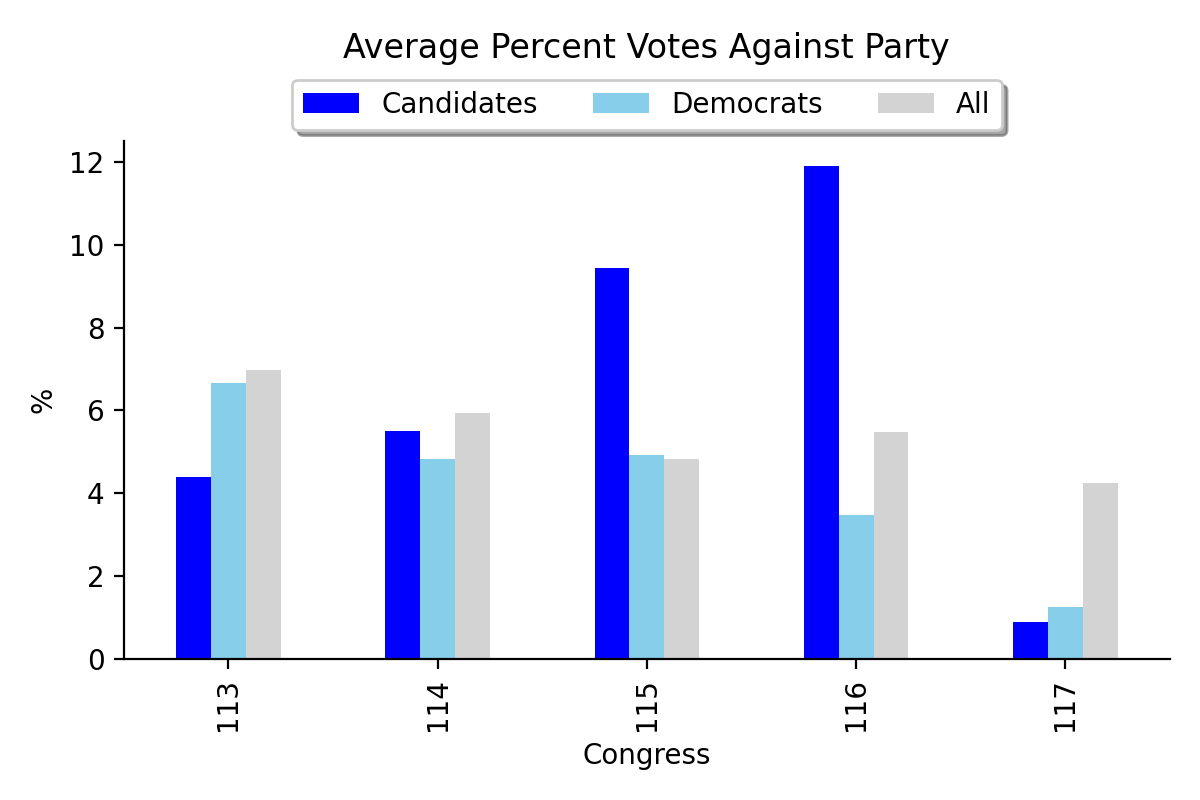 Average Percent Votes Against Party
Candidates Democrats All
12
10
8
6
4
2
0
%
113 114 115 116 117
Congress